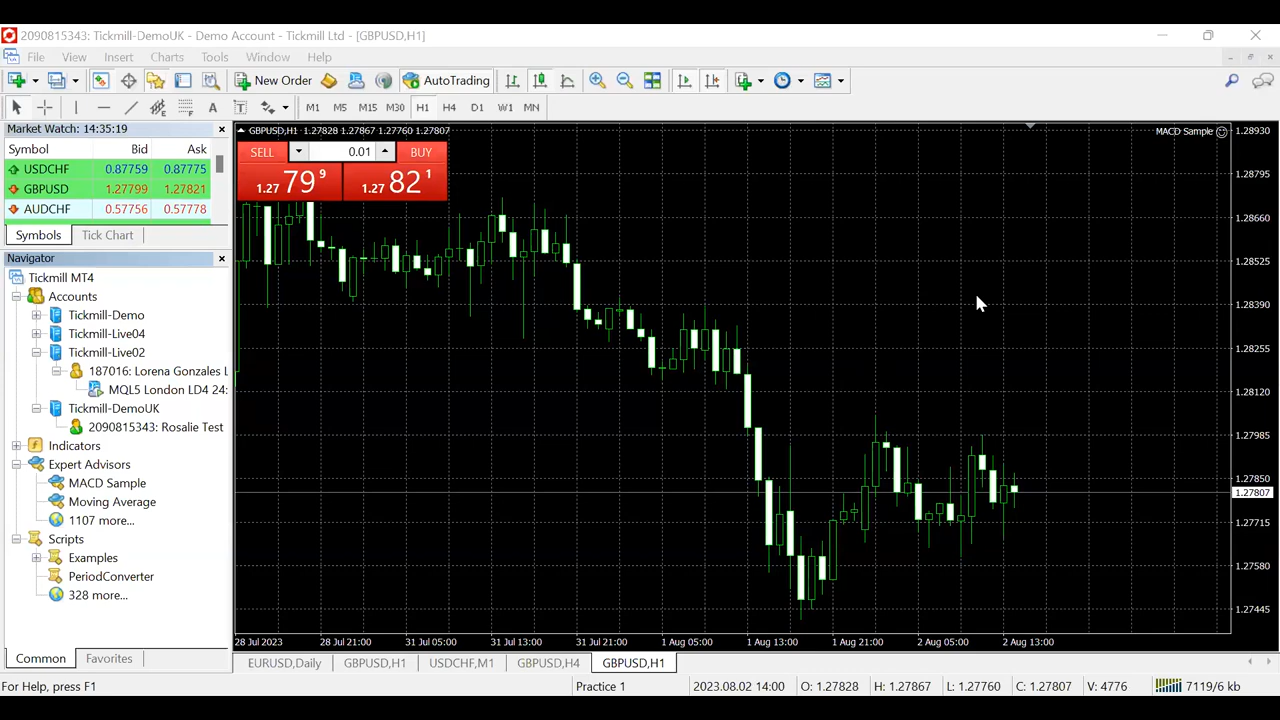 2090815343: Tickmill-DemoUK - Demo Account - Tickmill Ltd - [GBPUSD,H1]
File View Insert Charts Tools Window Help
New Order AutoTrading
A T M1 M5 M15 M30 H1 H4 D1 W1 MN
Market Watch: 14:35:19
Symbol Bid Ask
USDCHF 0.87759 0.87775
GBPUSD 1.27799 1.27821
AUDCHF 0.57756 0.57778
Symbols Tick Chart
Navigator
Tickmill MT4
Accounts
Tickmill-Demo
Tickmill-Live04
Tickmill-Live02
187016: Lorena Gonzales L
MQL5 London LD4 24:
Tickmill-DemoUK
2090815343: Rosalie Test
Indicators
Expert Advisors
MACD Sample
Moving Average
1107 more...
Scripts
Examples
PeriodConverter
328 more...
Common Favorites
GBPUSD,H1 1.27828 1.27867 1.27760 1.27807
MACD Sample
SELL 0.01 BUY
1.27 79 9 1.27 82 1
1.28930
1.28795
1.28660
1.28525
1.28390
1.28255
1.28120
1.27985
1.27850
1.27807
1.27715
1.27580
1.27445
28 Jul 2023 28 Jul 21:00 31 Jul 05:00 31 Jul 13:00 31 Jul 21:00 1 Aug 05:00 1 Aug 13:00 1 Aug 21:00 2 Aug 05:00 2 Aug 13:00
EURUSD,Daily GBPUSD,H1 USDCHF,M1 GBPUSD,H4 GBPUSD,H1
For Help, press F1 Practice 1 2023.08.02 14:00 O: 1.27828 H: 1.27867 L: 1.27760 C: 1.27807 V: 4776 7119/6 kb